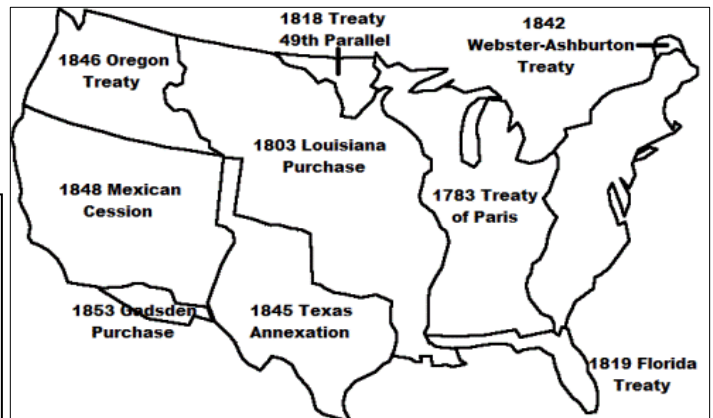 1818 Treaty
49th Parallel
1842
Webster-Ashburton
Treaty
1846 Oregon
Treaty
1803 Louisiana
Purchase
1848 Mexican
Cession
1783 Treaty
of Paris
1853 Gadsden
Purchase
1845 Texas
Annexation
1819 Florida
Treaty